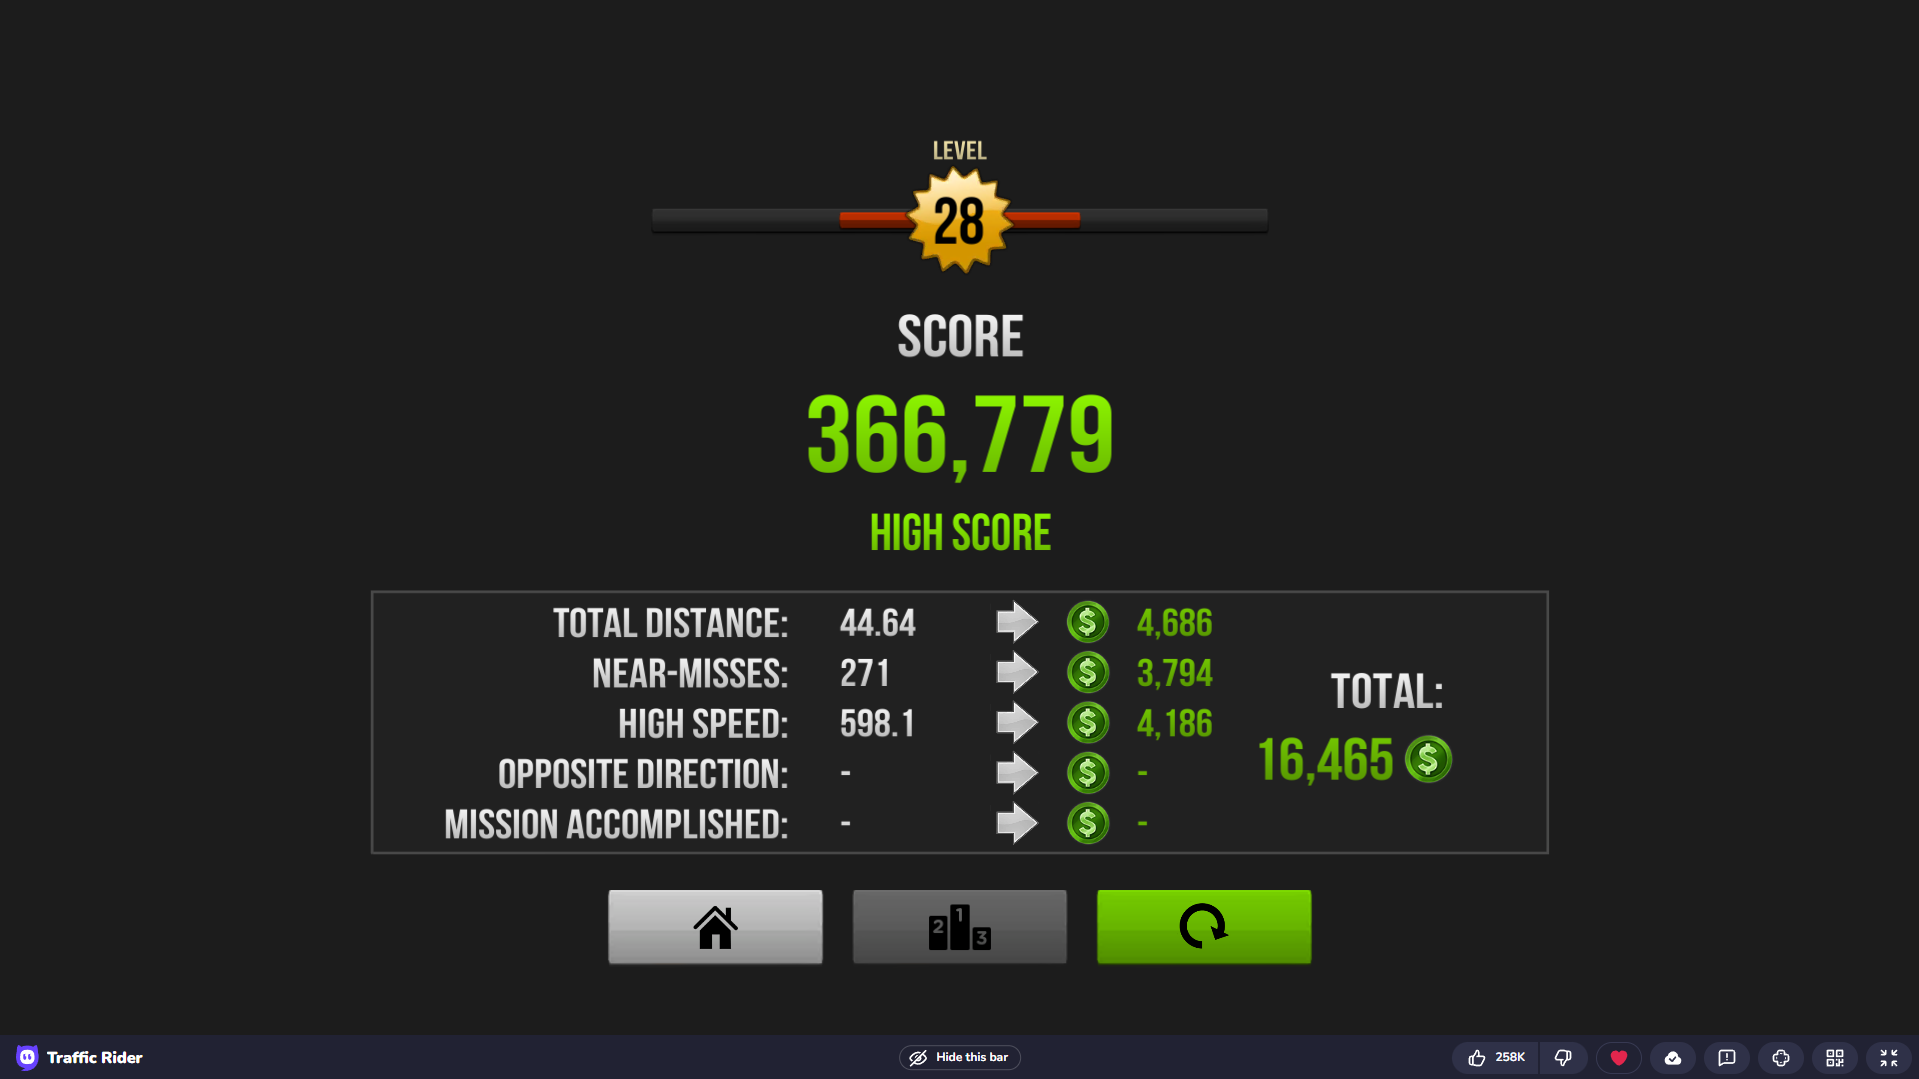 LEVEL
28
SCORE
366,779
HIGH SCORE
TOTAL DISTANCE: 44.64 $ 4,686
NEAR-MISSES: 271 $ 3,794
HIGH SPEED: 598.1 $ 4,186
OPPOSITE DIRECTION: - $ -
MISSION ACCOMPLISHED: - $ -
TOTAL:
16,465 $
2 1 3
Traffic Rider
Hide this bar
258K